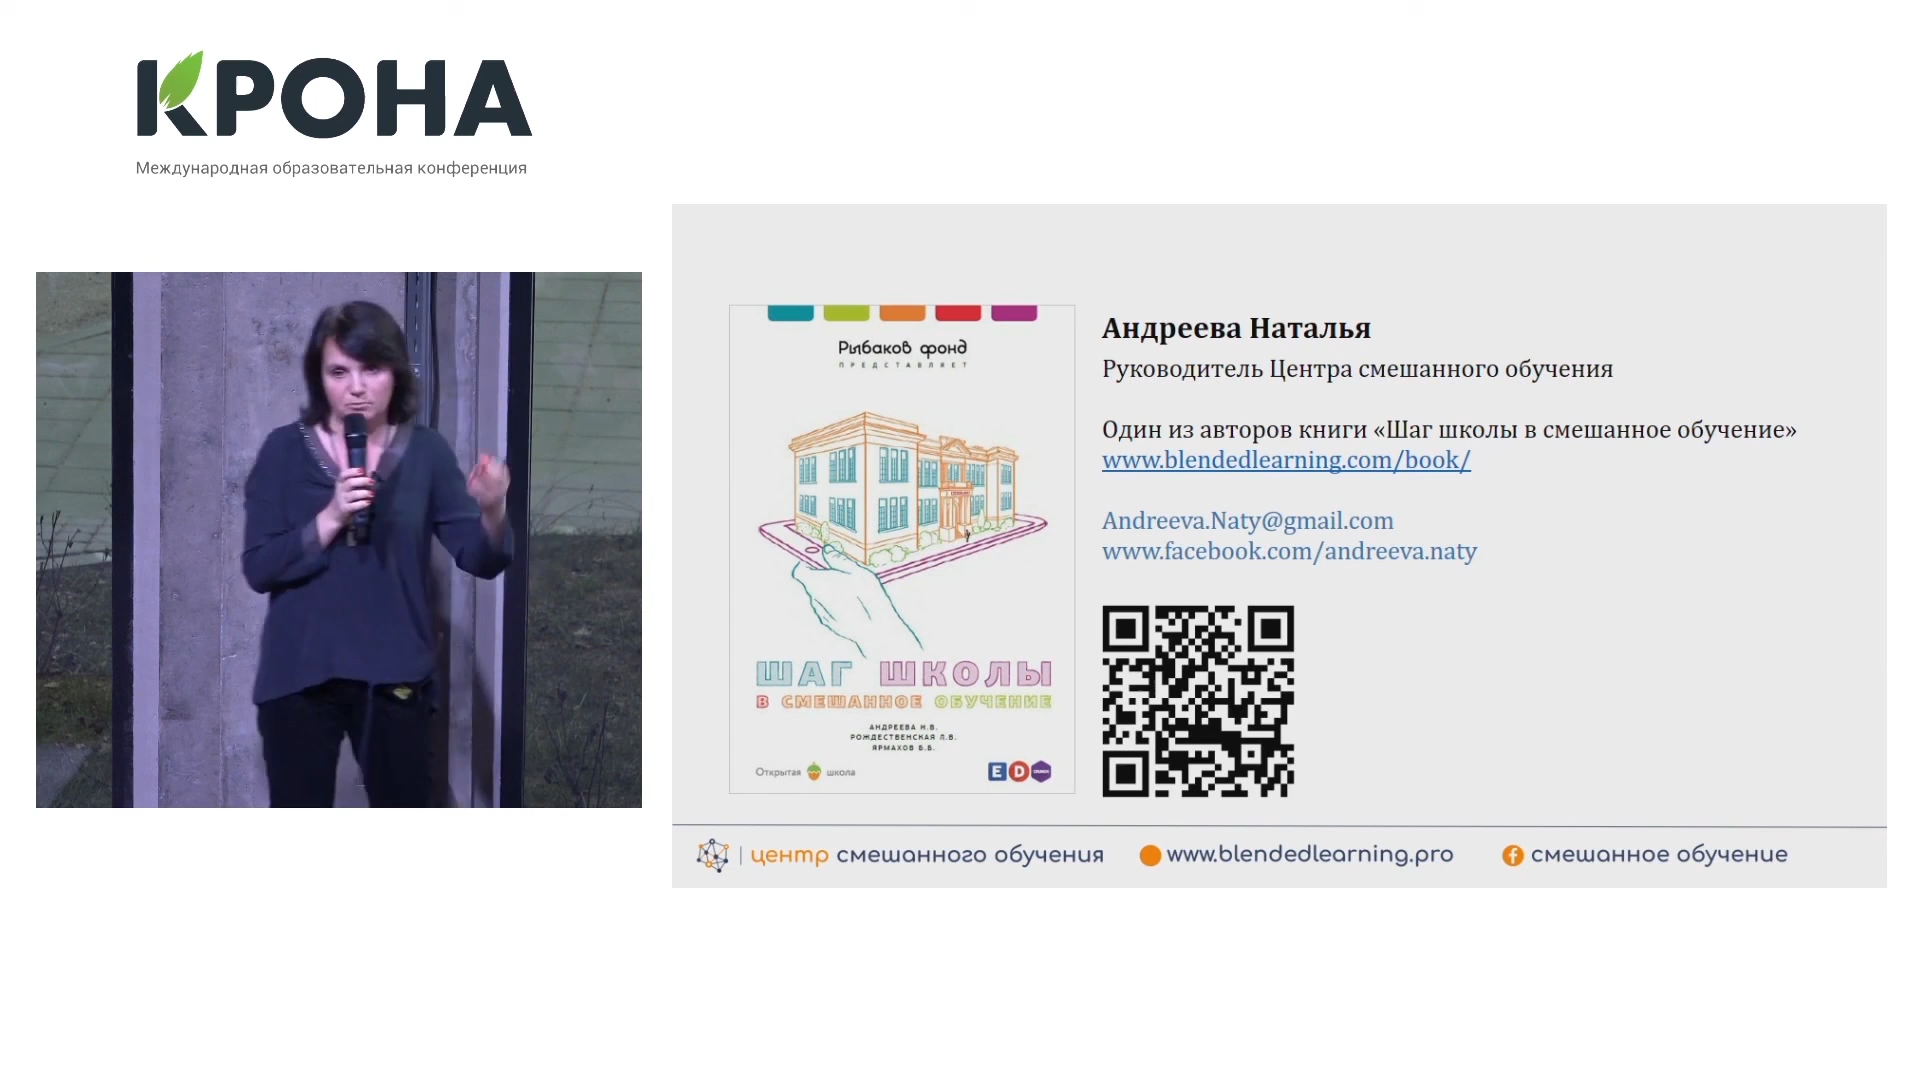 КРОНА
Международная образовательная конференция
Рыбаков фонд
ПРЕДСТАВЛЯЕТ
ШАГ ШКОЛЫ
В СМЕШАННОЕ ОБУЧЕНИЕ
АНДРЕЕВА Н.В.
РОЖДЕСТВЕНСКАЯ Л.В.
ЯРМАХОВ Б.Б.
Открытая школа
ED
Андреева Наталья
Руководитель Центра смешанного обучения
Один из авторов книги «Шаг школы в смешанное обучение»
www.blendedlearning.com/book/
Andreeva.Naty@gmail.com
www.facebook.com/andreeva.naty
центр смешанного обучения
www.blendedlearning.pro
смешанное обучение